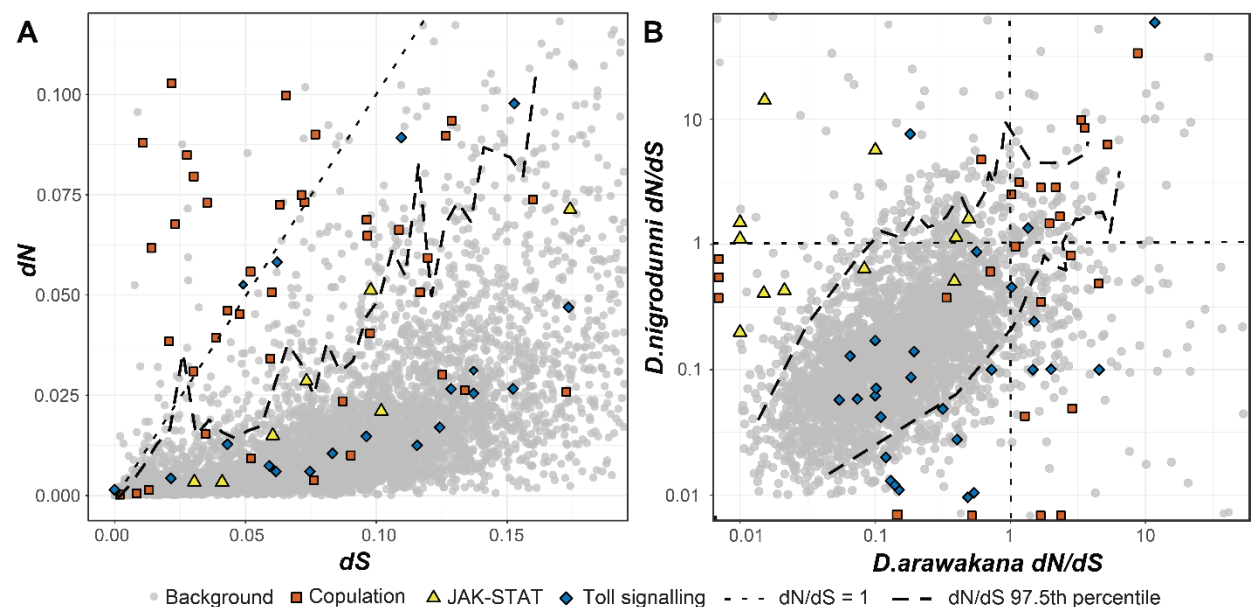 A
dN
0.100
0.075
0.050
0.025
0.000
0.00
0.05
0.10
0.15
dS
B
D.nigrodunni dN/dS
10
1
0.1
0.01
0.01
0.1
1
10
D.arawakana dN/dS
Background Copulation JAK-STAT Toll signalling dN/dS = 1 dN/dS 97.5th percentile